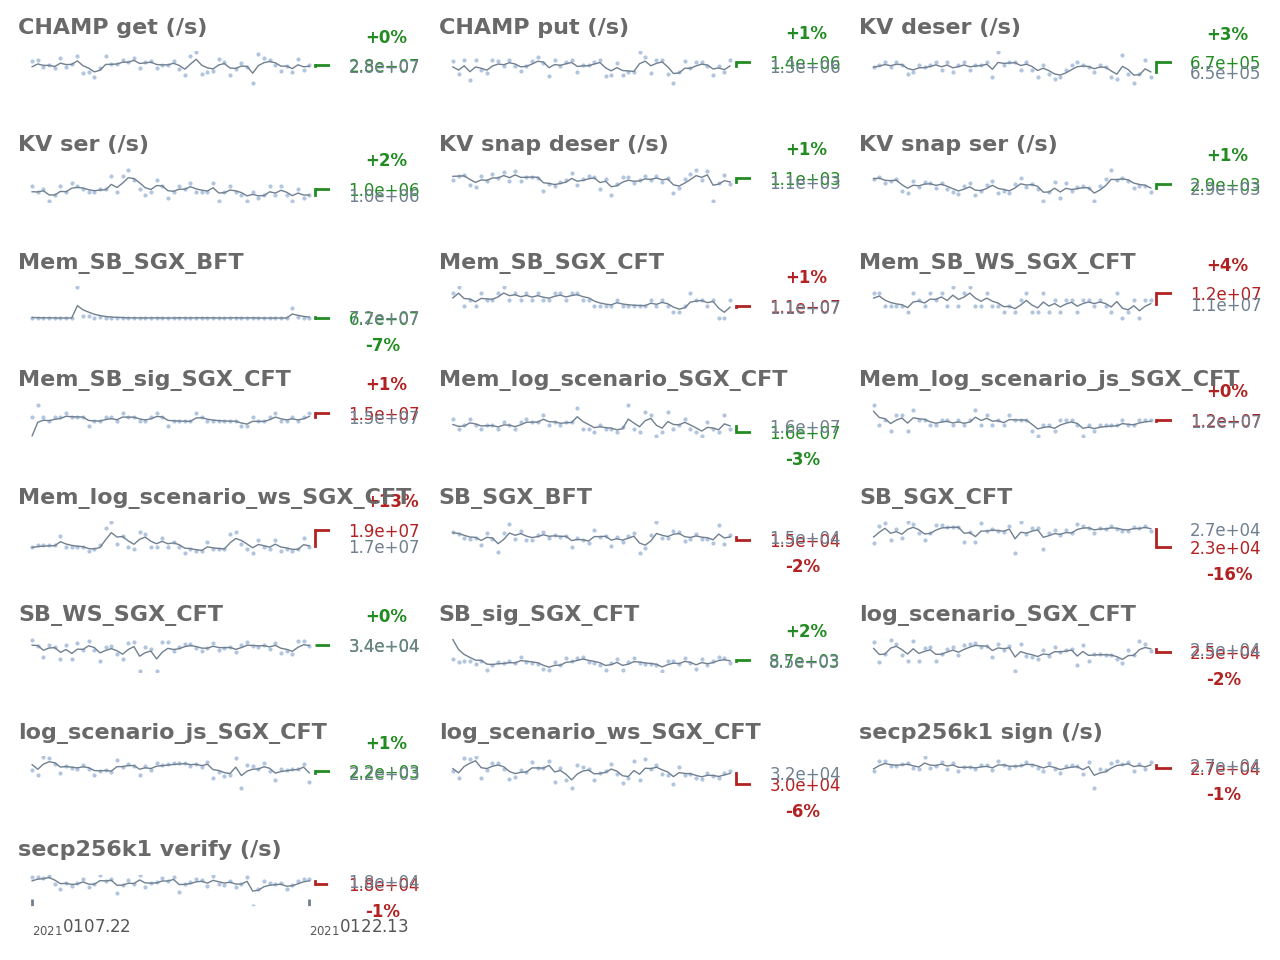 CHAMP get (/s)
+0%
2.8e+07
2.8e+07
CHAMP put (/s)
+1%
1.4e+06
1.3e+06
KV deser (/s)
+3%
6.7e+05
6.5e+05
KV ser (/s)
+2%
1.0e+06
1.0e+06
KV snap deser (/s)
+1%
1.1e+03
1.1e+03
KV snap ser (/s)
+1%
2.9e+03
2.9e+03
Mem_SB_SGX_BFT
7.2e+07
6.7e+07
-7%
Mem_SB_SGX_CFT
+1%
1.1e+07
1.1e+07
Mem_SB_WS_SGX_CFT
+4%
1.2e+07
1.1e+07
Mem_SB_sig_SGX_CFT
+1%
1.5e+07
1.5e+07
Mem_log_scenario_SGX_CFT
1.6e+07
1.6e+07
-3%
Mem_log_scenario_js_SGX_CFT
+0%
1.2e+07
1.2e+07
Mem_log_scenario_ws_SGX_CFT
+13%
1.9e+07
1.7e+07
SB_SGX_BFT
1.5e+04
1.5e+04
-2%
SB_SGX_CFT
2.7e+04
2.3e+04
-16%
SB_WS_SGX_CFT
+0%
3.4e+04
SB_sig_SGX_CFT
+2%
8.7e+03
8.5e+03
log_scenario_SGX_CFT
2.5e+04
2.5e+04
-2%
log_scenario_js_SGX_CFT
+1%
2.2e+03
2.2e+03
log_scenario_ws_SGX_CFT
3.2e+04
3.0e+04
-6%
secp256k1 sign (/s)
2.7e+04
2.7e+04
-1%
secp256k1 verify (/s)
1.8e+04
1.8e+04
-1%
20210107.22
20210122.13